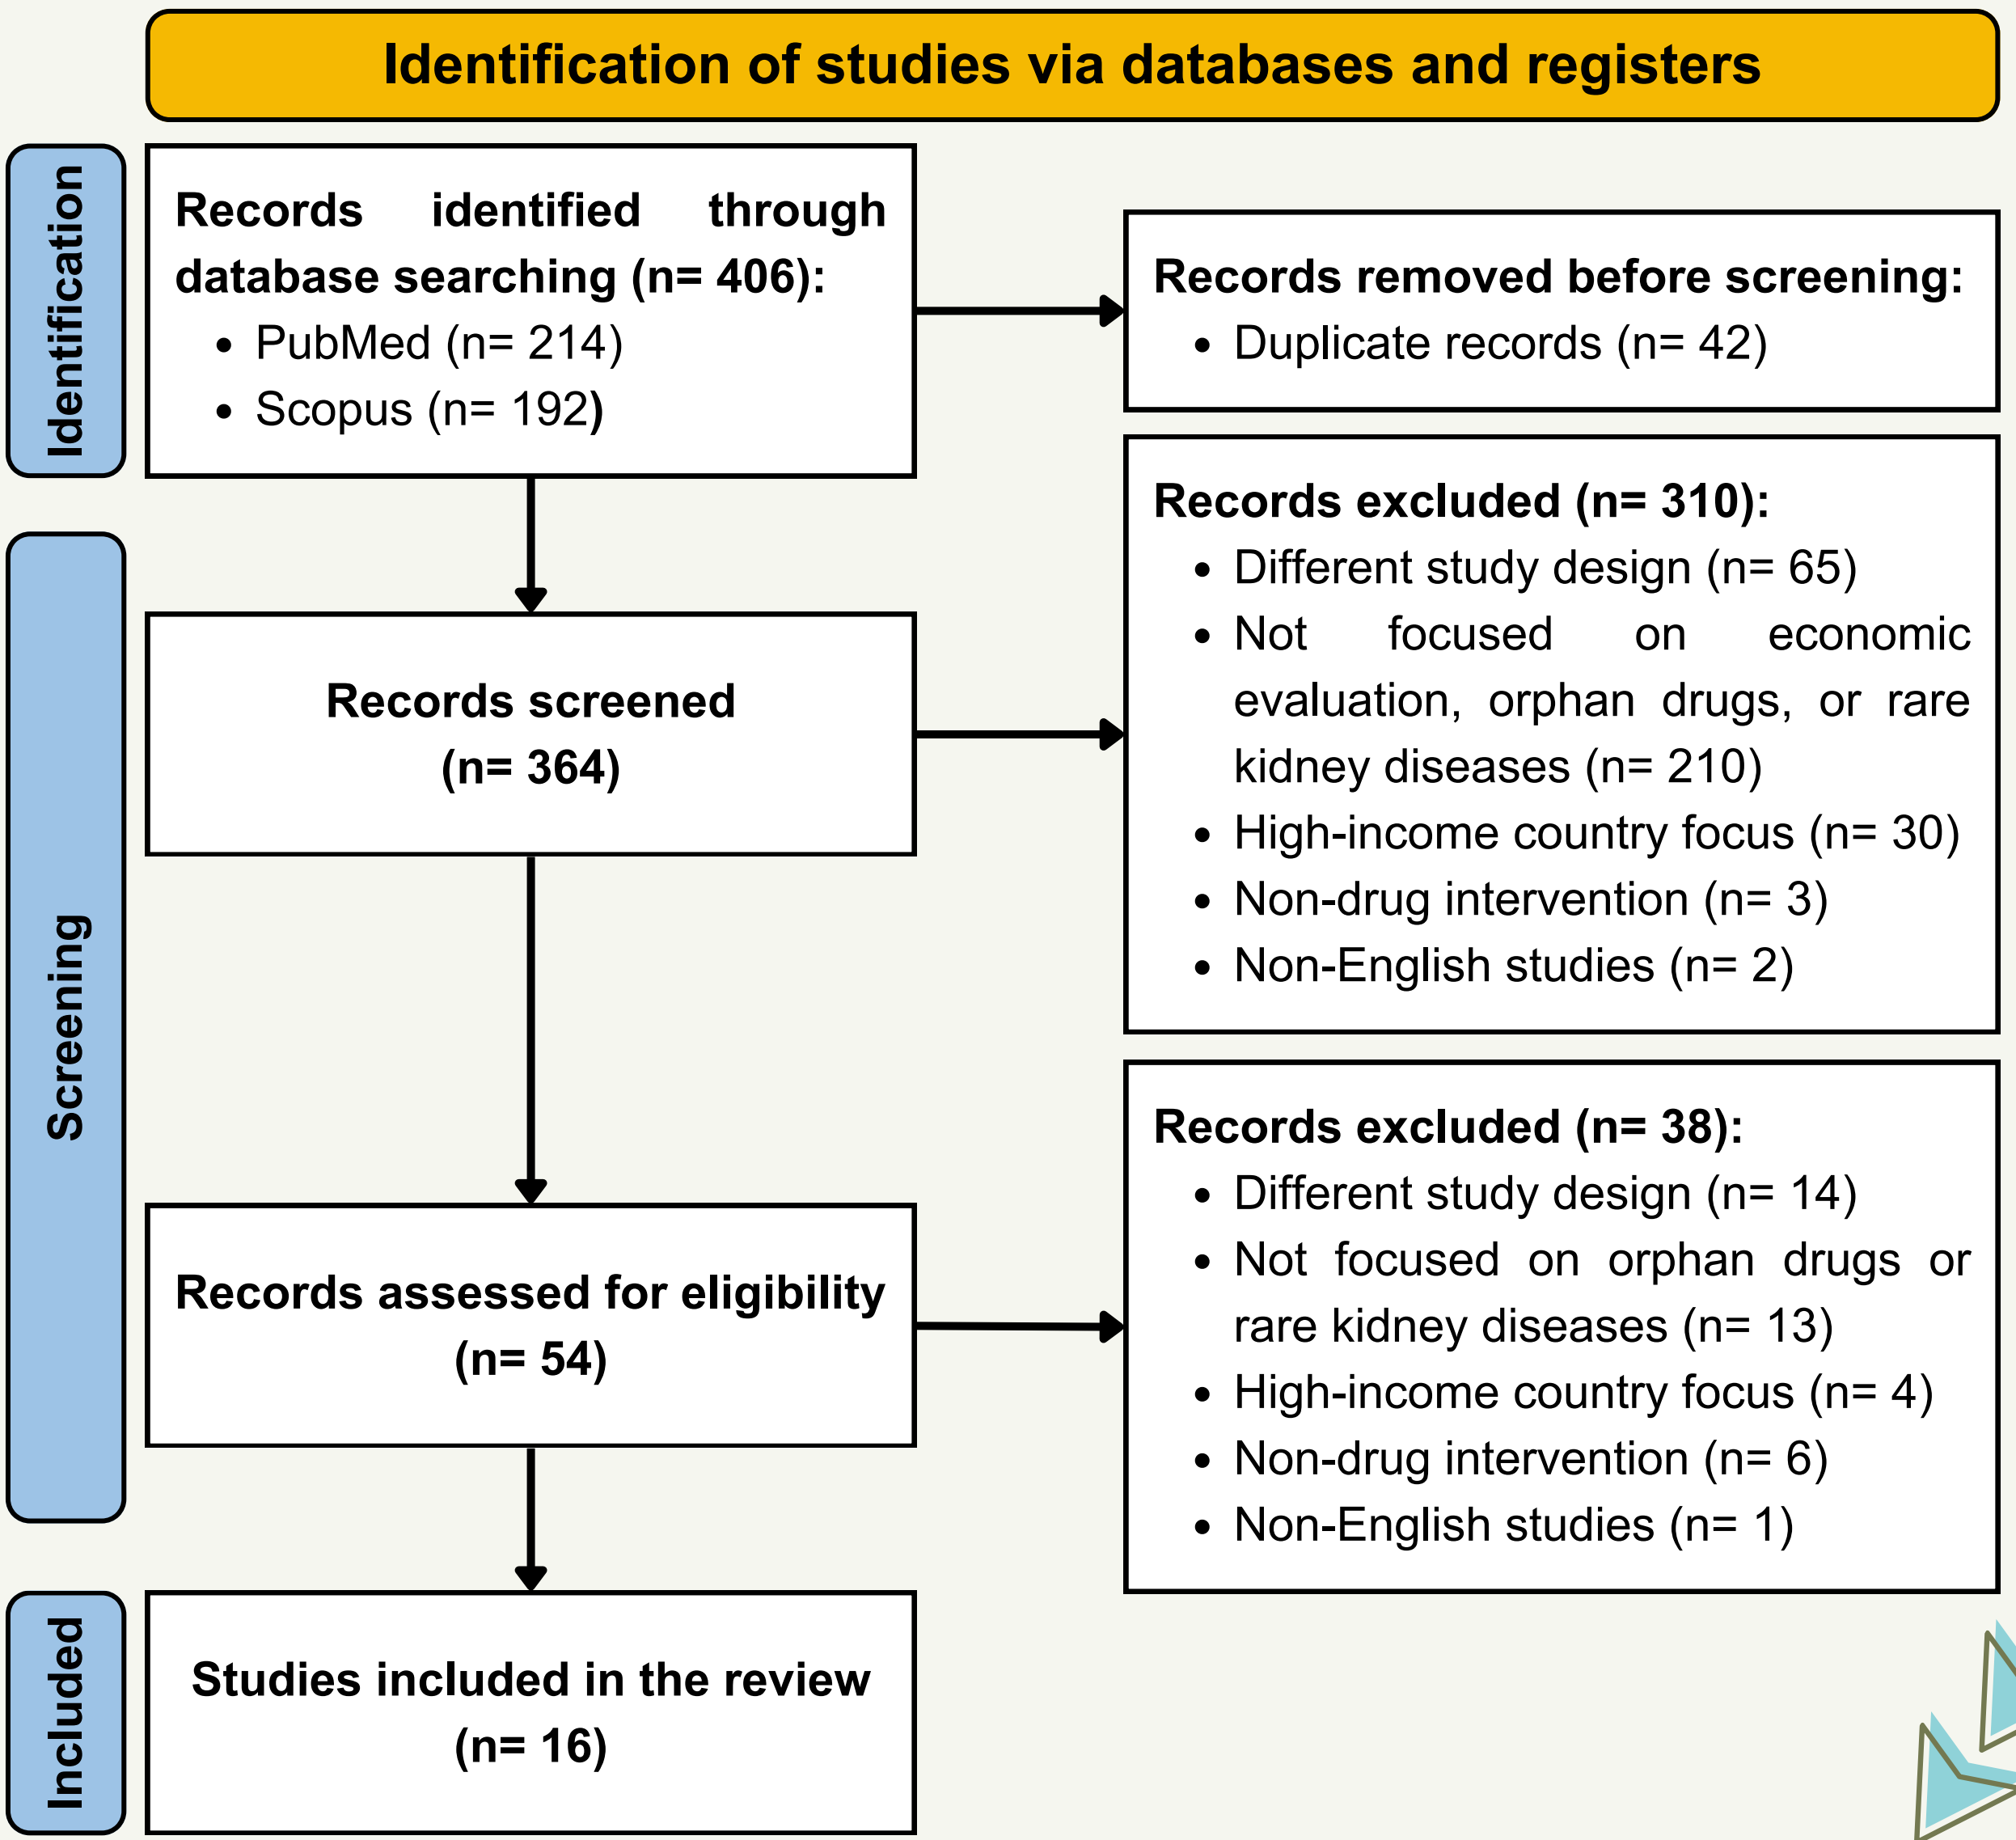 Identification of studies via databases and registers
Identification
Records identified through
database searching (n= 406):
• PubMed (n= 214)
• Scopus (n= 192)
Records removed before screening:
• Duplicate records (n= 42)
Screening
Records screened
(n= 364)
Records excluded (n= 310):
• Different study design (n= 65)
• Not focused on economic
evaluation, orphan drugs, or rare
kidney diseases (n= 210)
• High-income country focus (n= 30)
• Non-drug intervention (n= 3)
• Non-English studies (n= 2)
Records assessed for eligibility
(n= 54)
Records excluded (n= 38):
• Different study design (n= 14)
• Not focused on orphan drugs or
rare kidney diseases (n= 13)
• High-income country focus (n= 4)
• Non-drug intervention (n= 6)
• Non-English studies (n= 1)
Included
Studies included in the review
(n= 16)